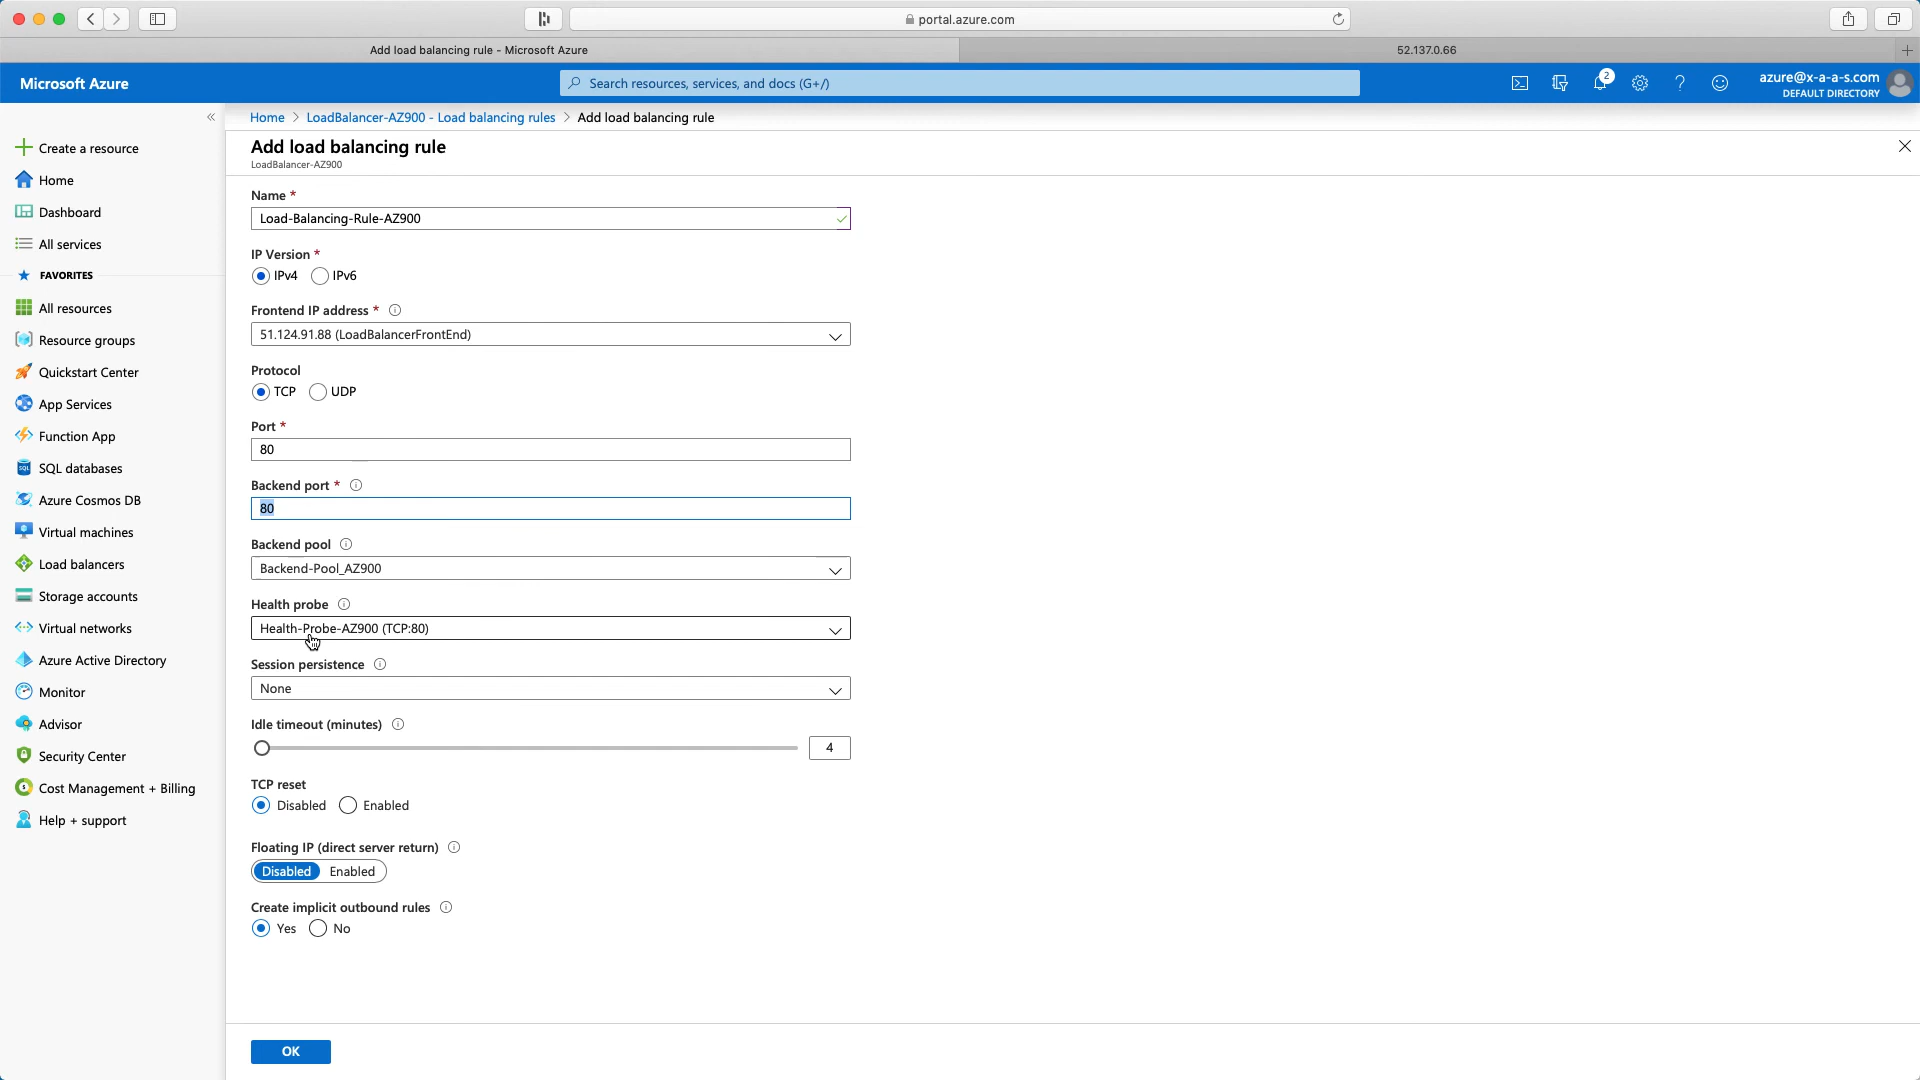 portal.azure.com
Add load balancing rule - Microsoft Azure
52.137.0.66
Microsoft Azure
Search resources, services, and docs (G+/)
2
azure@x-a-a-s.com
DEFAULT DIRECTORY
Home > LoadBalancer-AZ900 - Load balancing rules > Add load balancing rule
Add load balancing rule
LoadBalancer-AZ900
Create a resource
Home
Dashboard
All services
FAVORITES
All resources
Resource groups
Quickstart Center
App Services
Function App
SQL databases
Azure Cosmos DB
Virtual machines
Load balancers
Storage accounts
Virtual networks
Azure Active Directory
Monitor
Advisor
Security Center
Cost Management + Billing
Help + support
Name *
Load-Balancing-Rule-AZ900
IP Version *
IPv4 IPv6
Frontend IP address *
51.124.91.88 (LoadBalancerFrontEnd)
Protocol
TCP UDP
Port *
80
Backend port *
80
Backend pool
Backend-Pool_AZ900
Health probe
Health-Probe-AZ900 (TCP:80)
Session persistence
None
Idle timeout (minutes)
4
TCP reset
Disabled Enabled
Floating IP (direct server return)
Disabled Enabled
Create implicit outbound rules
Yes No
OK